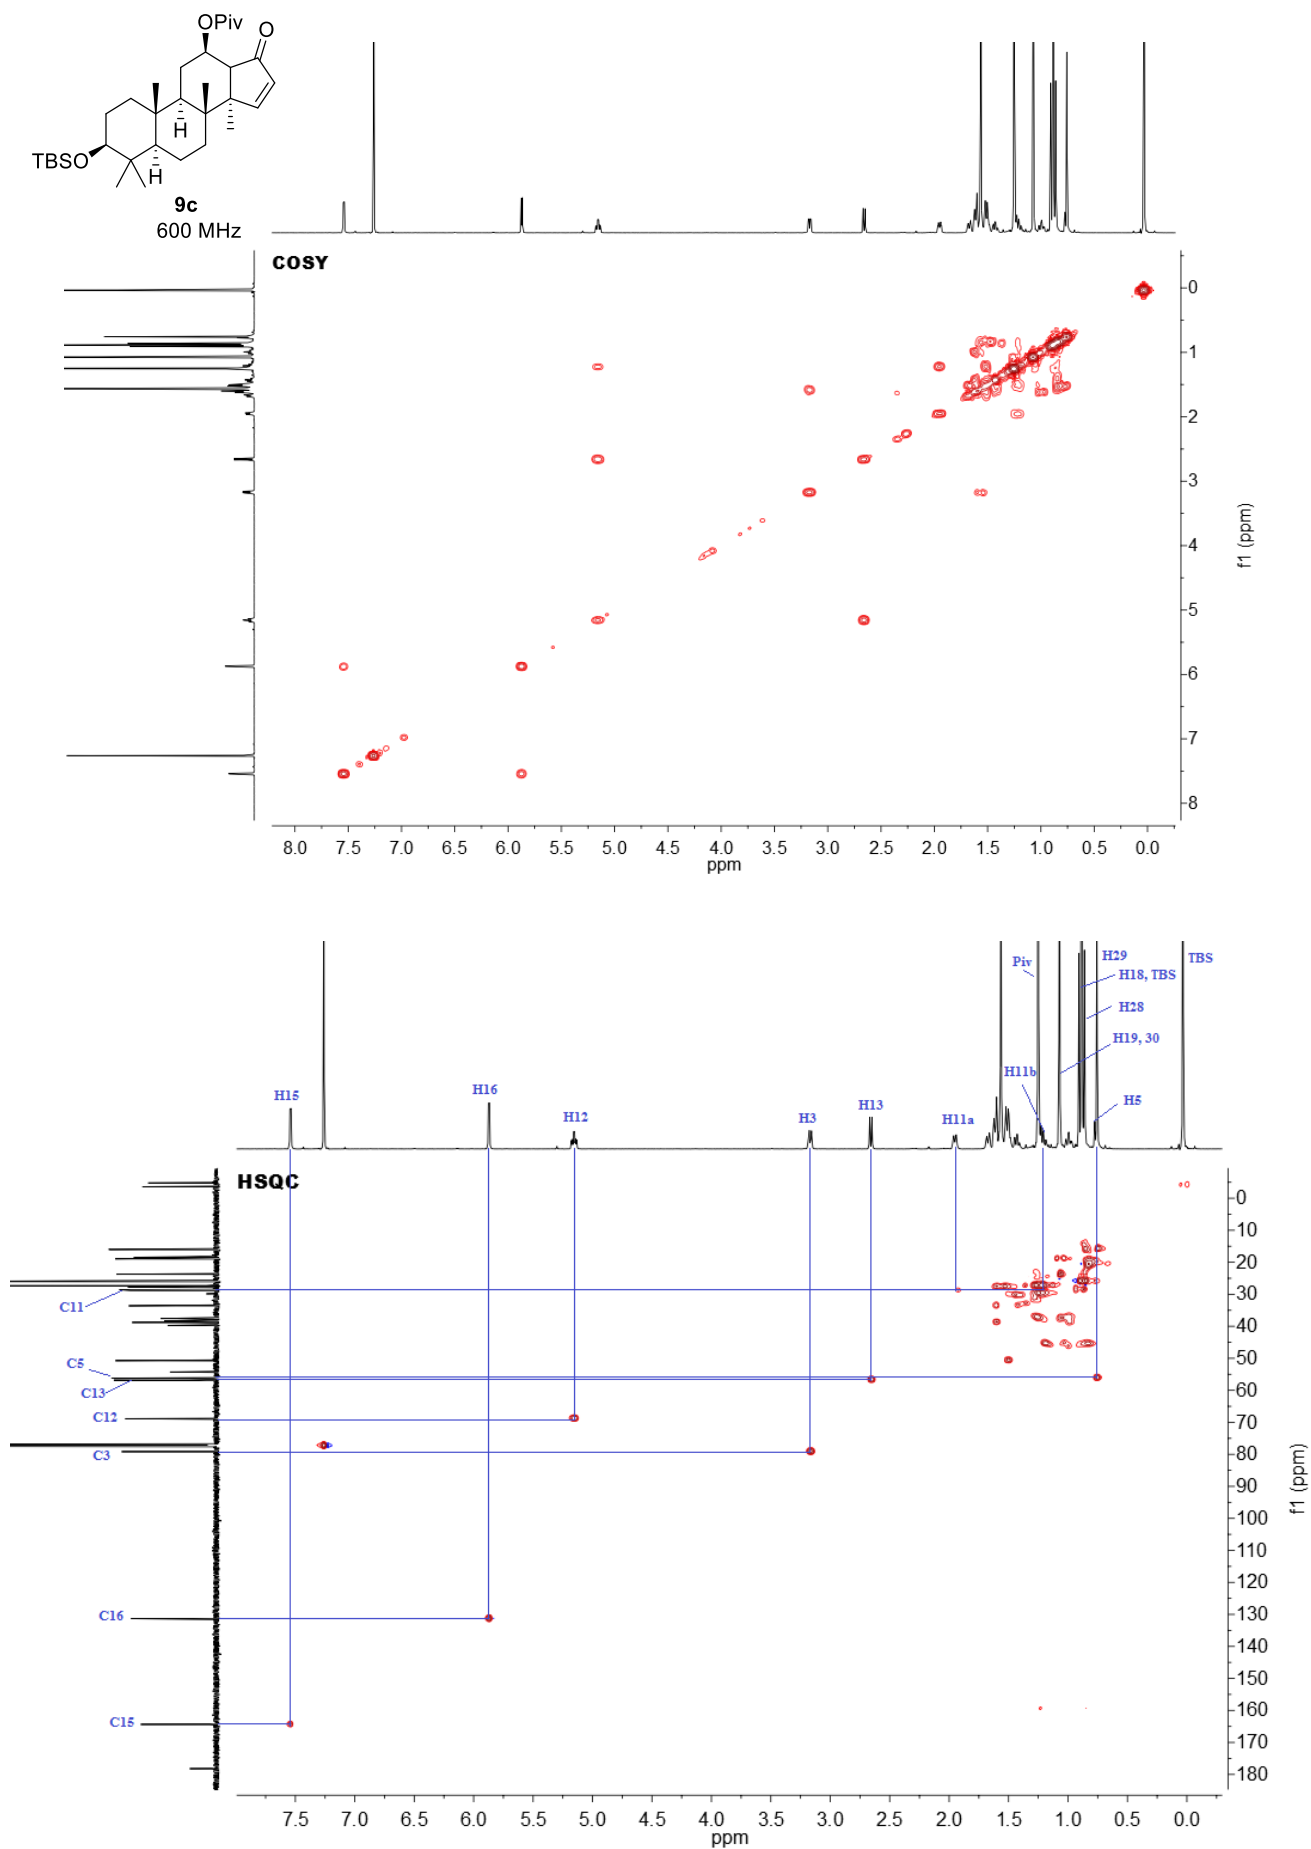 OPiv
O
H
TBSO
H
9c
600 MHz
COSY
0
1
2
3
4
5
6
7
8
f1 (ppm)
8.0 7.5 7.0 6.5 6.0 5.5 5.0 4.5 4.0 3.5 3.0 2.5 2.0 1.5 1.0 0.5 0.0
ppm
Piv
H29
TBS
H18, TBS
H28
H19, 30
H11b
H15
H16
H12
H3
H13
H11a
H5
HSQC
C11
C5
C13
C12
C3
C16
C15
0
10
20
30
40
50
60
70
80
90
100
110
120
130
140
150
160
170
180
f1 (ppm)
7.5 7.0 6.5 6.0 5.5 5.0 4.5 4.0 3.5 3.0 2.5 2.0 1.5 1.0 0.5 0.0
ppm